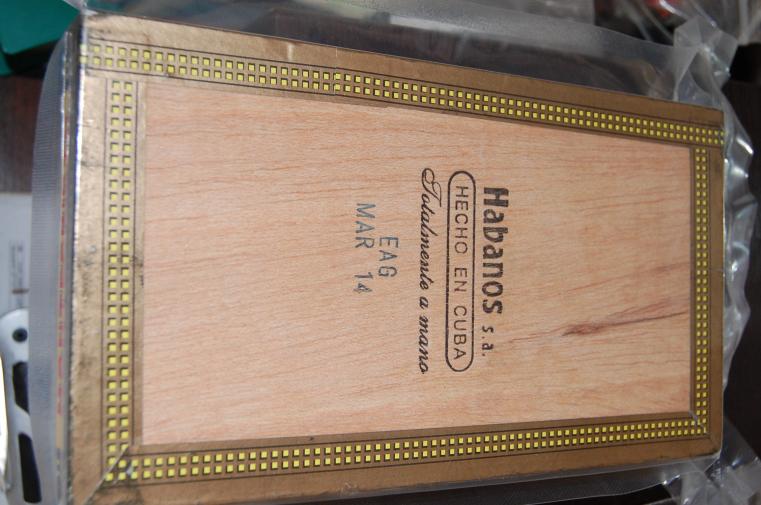 Habanos s.a.
HECHO EN CUBA
Totalmente a mano
EAG
MAR 14